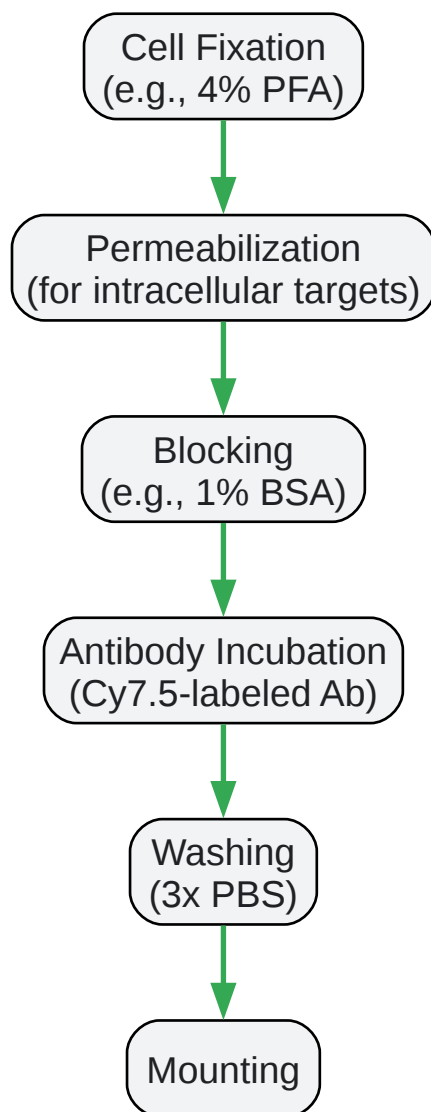 Cell Fixation
(e.g., 4% PFA)
Permeabilization
(for intracellular targets)
Blocking
(e.g., 1% BSA)
Antibody Incubation
(Cy7.5-labeled Ab)
Washing
(3x PBS)
Mounting